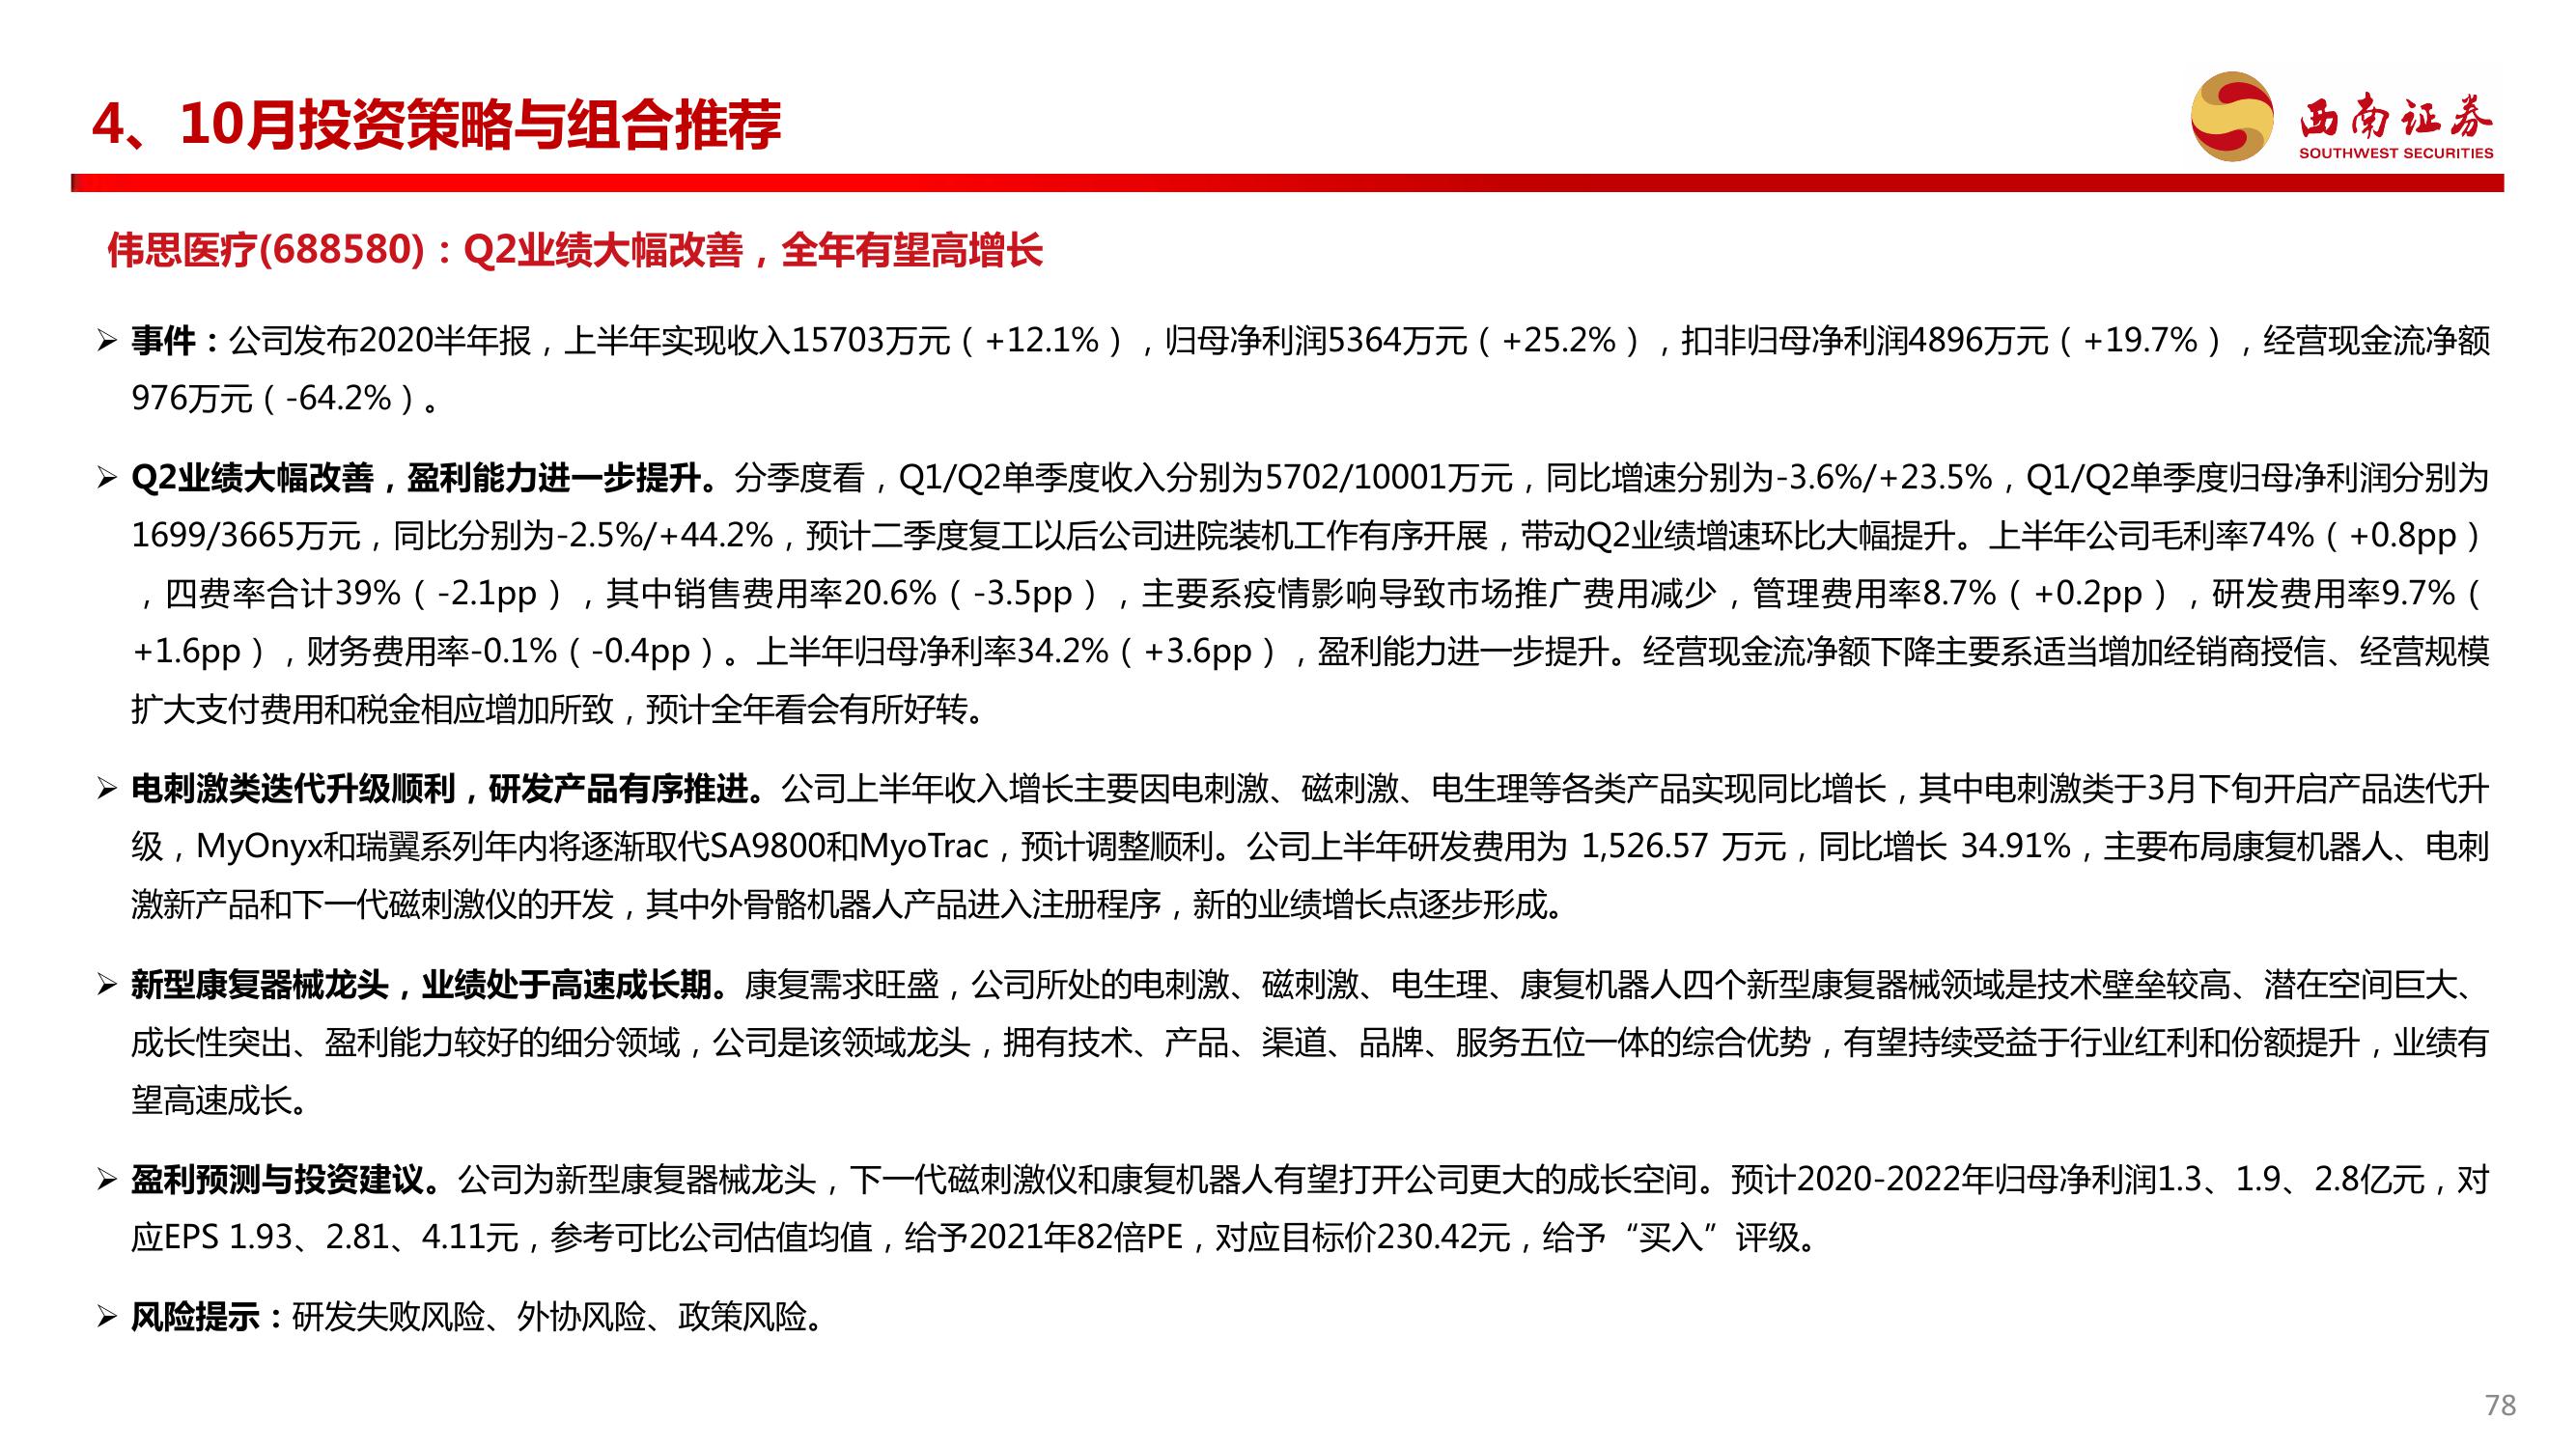 4、10月投资策略与组合推荐
西南证券
SOUTHWEST SECURITIES
伟思医疗(688580)：Q2业绩大幅改善，全年有望高增长
➢ 事件：公司发布2020半年报，上半年实现收入15703万元（+12.1%），归母净利润5364万元（+25.2%），扣非归母净利润4896万元（+19.7%），经营现金流净额
976万元（-64.2%）。
➢ Q2业绩大幅改善，盈利能力进一步提升。分季度看，Q1/Q2单季度收入分别为5702/10001万元，同比增速分别为-3.6%/+23.5%，Q1/Q2单季度归母净利润分别为
1699/3665万元，同比分别为-2.5%/+44.2%，预计二季度复工以后公司进院装机工作有序开展，带动Q2业绩增速环比大幅提升。上半年公司毛利率74%（+0.8pp）
，四费率合计39%（-2.1pp），其中销售费用率20.6%（-3.5pp），主要系疫情影响导致市场推广费用减少，管理费用率8.7%（+0.2pp），研发费用率9.7%（
+1.6pp），财务费用率-0.1%（-0.4pp）。上半年归母净利率34.2%（+3.6pp），盈利能力进一步提升。经营现金流净额下降主要系适当增加经销商授信、经营规模
扩大支付费用和税金相应增加所致，预计全年看会有所好转。
➢ 电刺激类迭代升级顺利，研发产品有序推进。公司上半年收入增长主要因电刺激、磁刺激、电生理等各类产品实现同比增长，其中电刺激类于3月下旬开启产品迭代升
级，MyOnyx和瑞翼系列年内将逐渐取代SA9800和MyoTrac，预计调整顺利。公司上半年研发费用为 1,526.57 万元，同比增长 34.91%，主要布局康复机器人、电刺
激新产品和下一代磁刺激仪的开发，其中外骨骼机器人产品进入注册程序，新的业绩增长点逐步形成。
➢ 新型康复器械龙头，业绩处于高速成长期。康复需求旺盛，公司所处的电刺激、磁刺激、电生理、康复机器人四个新型康复器械领域是技术壁垒较高、潜在空间巨大、
成长性突出、盈利能力较好的细分领域，公司是该领域龙头，拥有技术、产品、渠道、品牌、服务五位一体的综合优势，有望持续受益于行业红利和份额提升，业绩有
望高速成长。
➢ 盈利预测与投资建议。公司为新型康复器械龙头，下一代磁刺激仪和康复机器人有望打开公司更大的成长空间。预计2020-2022年归母净利润1.3、1.9、2.8亿元，对
应EPS 1.93、2.81、4.11元，参考可比公司估值均值，给予2021年82倍PE，对应目标价230.42元，给予“买入”评级。
➢ 风险提示：研发失败风险、外协风险、政策风险。
78